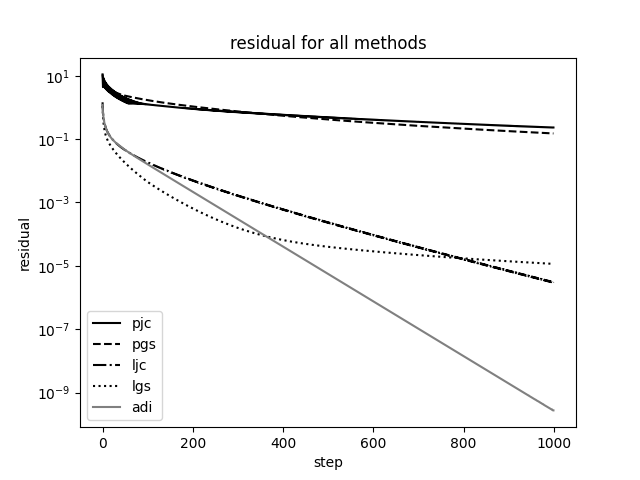 residual for all methods
residual
10^1
10^-1
10^-3
10^-5
10^-7
10^-9
pjc
pgs
ljc
lgs
adi
0 200 400 600 800 1000
step